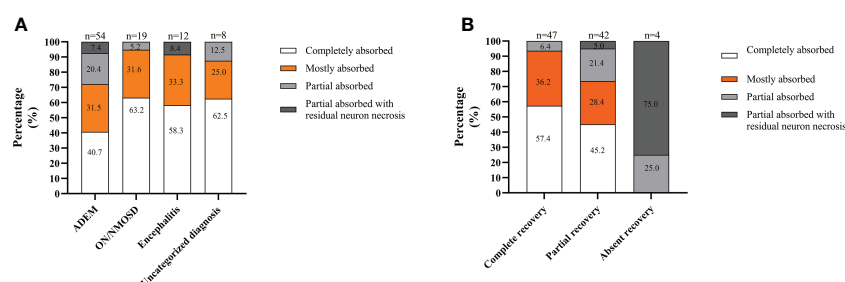 A
n=54 n=19 n=12 n=8
Percentage
(%)
100
90
80
70
60
50
40
30
20
10
0
7.4
20.4
31.5
40.7
5.2
31.6
63.2
8.4
33.3
58.3
12.5
25.0
62.5
ADEM
ON/NMOSD
Encephalitis
Uncategorized diagnosis
Completely absorbed
Mostly absorbed
Partial absorbed
Partial absorbed with
residual neuron necrosis
B
n=47 n=42 n=4
Percentage
(%)
100
90
80
70
60
50
40
30
20
10
0
6.4
36.2
57.4
5.0
21.4
28.4
45.2
75.0
25.0
Complete recovery
Partial recovery
Absent recovery
Completely absorbed
Mostly absorbed
Partial absorbed
Partial absorbed with
residual neuron necrosis